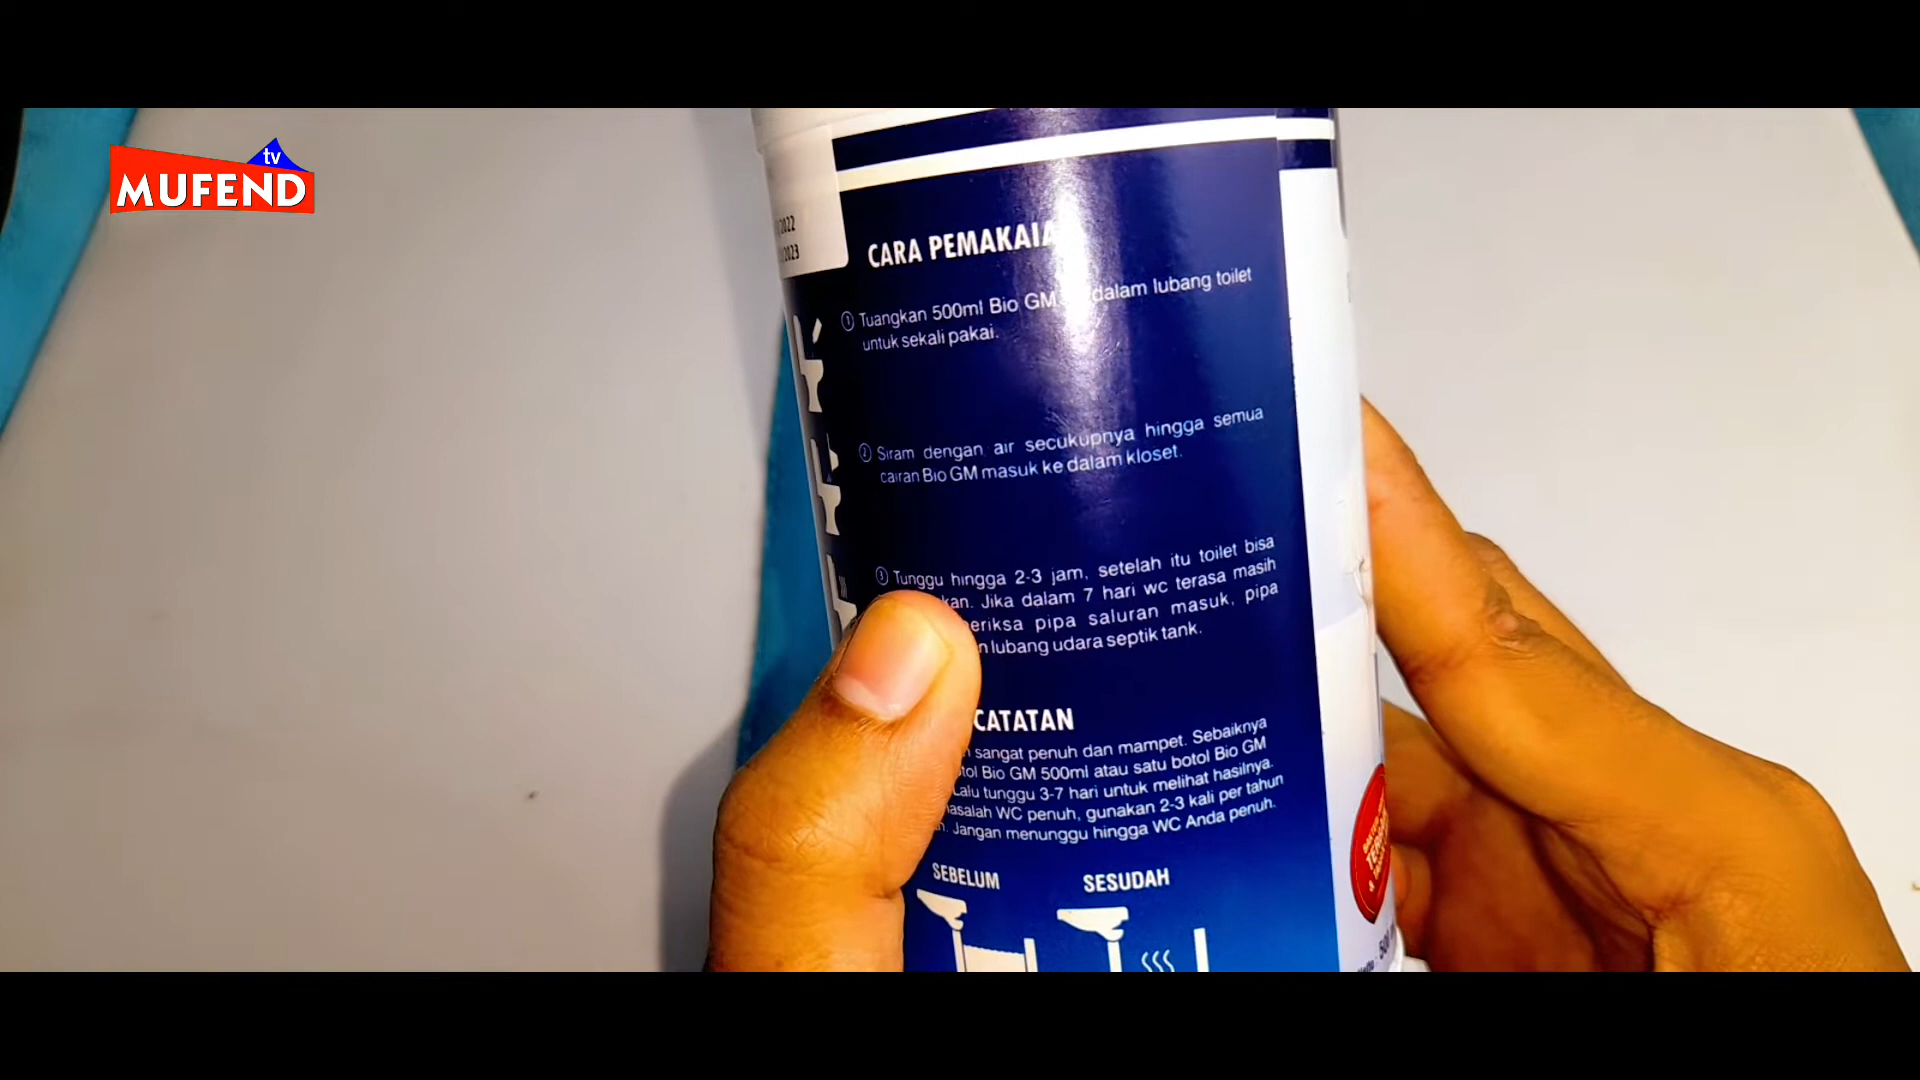 tv
MUFEND
2022
2023
CARA PEMAKAIA
① Tuangkan 500ml Bio GM dalam lubang toilet
untuk sekali pakai.
② Siram dengan air secukupnya hingga semua
cairan Bio GM masuk ke dalam kloset.
③ Tunggu hingga 2-3 jam, setelah itu toilet bisa
kan. Jika dalam 7 hari wc terasa masih
eriksa pipa saluran masuk, pipa
n lubang udara septik tank.
CATATAN
sangat penuh dan mampet. Sebaiknya
tol Bio GM 500ml atau satu botol Bio GM
Lalu tunggu 3-7 hari untuk melihat hasilnya.
asalah WC penuh, gunakan 2-3 kali per tahun
Jangan menunggu hingga WC Anda penuh.
SEBELUM SESUDAH